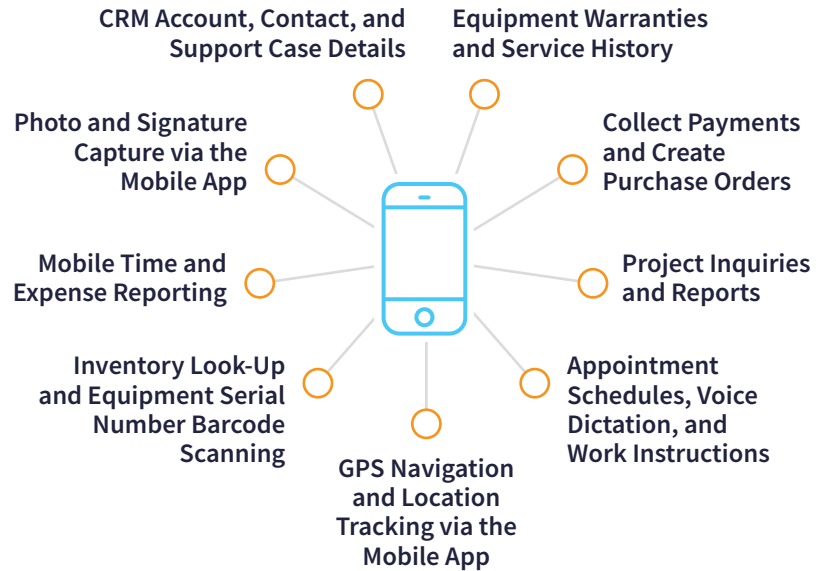 CRM Account, Contact, and
Support Case Details
Equipment Warranties
and Service History
Photo and Signature
Capture via the
Mobile App
Collect Payments
and Create
Purchase Orders
Mobile Time and
Expense Reporting
Project Inquiries
and Reports
Inventory Look-Up
and Equipment Serial
Number Barcode
Scanning
Appointment
Schedules, Voice
Dictation, and
Work Instructions
GPS Navigation
and Location
Tracking via the
Mobile App